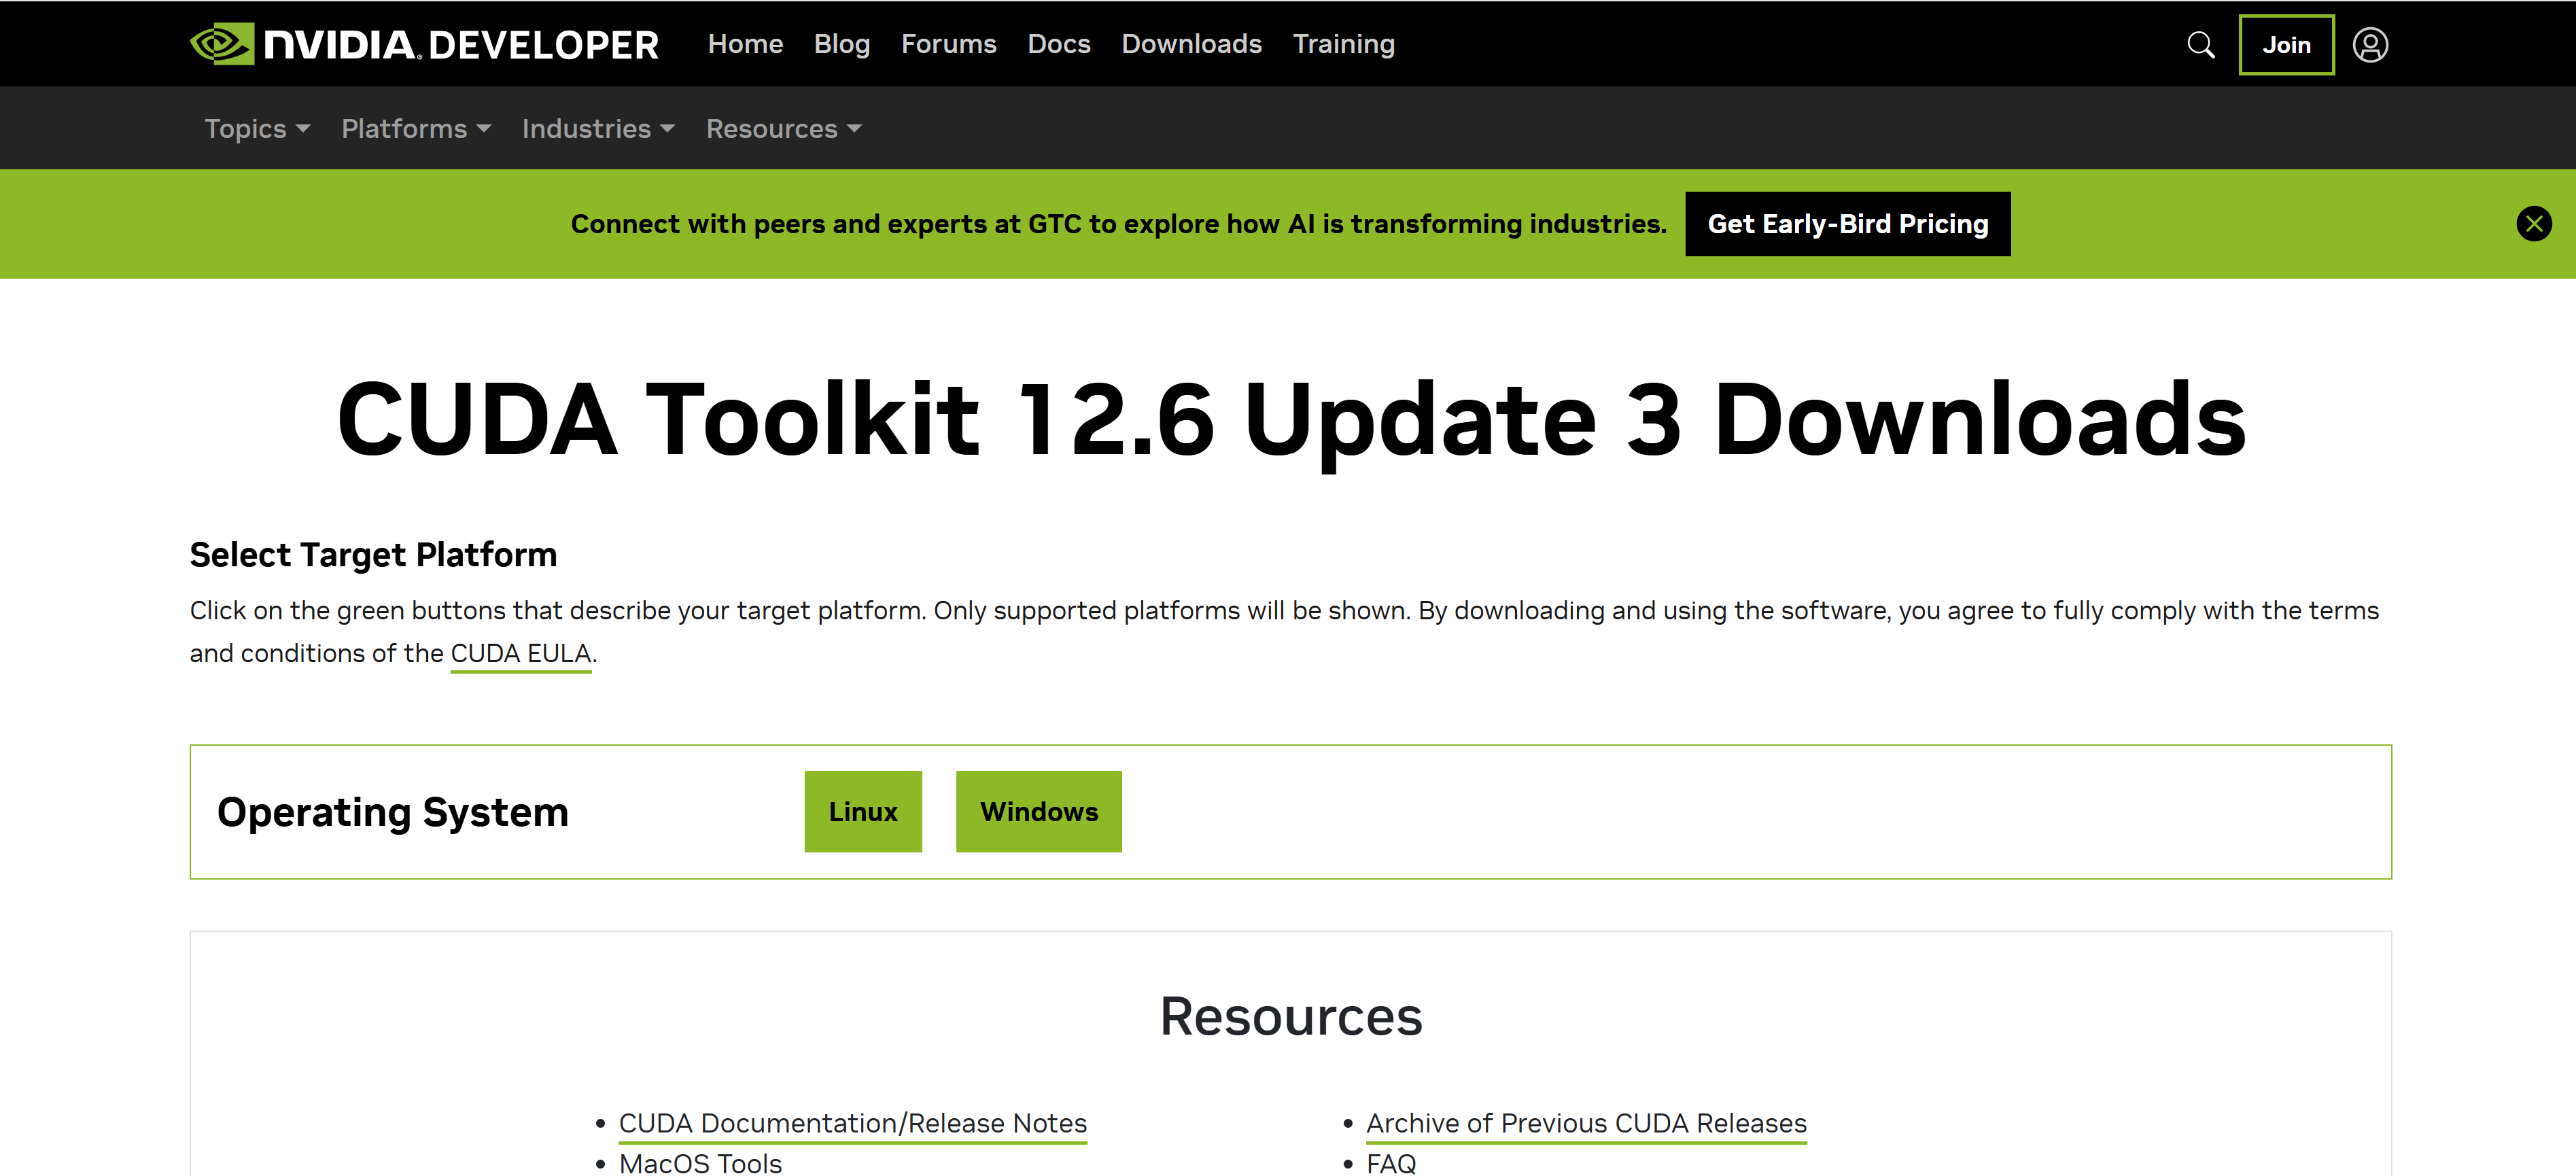 NVIDIA. DEVELOPER Home Blog Forums Docs Downloads Training Join
Topics Platforms Industries Resources
Connect with peers and experts at GTC to explore how AI is transforming industries. Get Early-Bird Pricing
CUDA Toolkit 12.6 Update 3 Downloads
Select Target Platform
Click on the green buttons that describe your target platform. Only supported platforms will be shown. By downloading and using the software, you agree to fully comply with the terms
and conditions of the CUDA EULA.
Operating System Linux Windows
Resources
• CUDA Documentation/Release Notes
• MacOS Tools
• Archive of Previous CUDA Releases
• FAQ